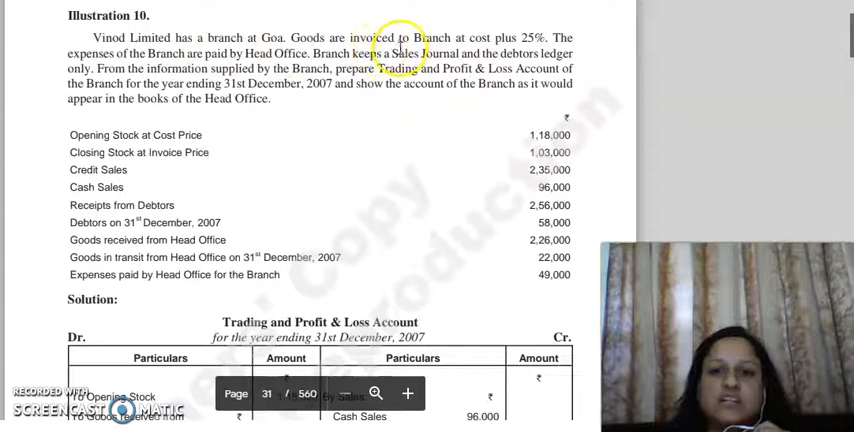 Illustration 10.
Vinod Limited has a branch at Goa. Goods are invoiced to Branch at cost plus 25%. The
expenses of the Branch are paid by Head Office. Branch keeps a Sales Journal and the debtors ledger
only. From the information supplied by the Branch, prepare Trading and Profit & Loss Account of
the Branch for the year ending 31st December, 2007 and show the account of the Branch as it would
appear in the books of the Head Office.
₹
Opening Stock at Cost Price 1,18,000
Closing Stock at Invoice Price 1,03,000
Credit Sales 2,35,000
Cash Sales 96,000
Receipts from Debtors 2,56,000
Debtors on 31st December, 2007 58,000
Goods received from Head Office 2,26,000
Goods in transit from Head Office on 31st December, 2007 22,000
Expenses paid by Head Office for the Branch 49,000
Solution:
Trading and Profit & Loss Account
Dr. for the year ending 31st December, 2007 Cr.
Particulars Amount Particulars Amount
₹ ₹
To Opening Stock By Sales: ₹
To Goods received from ₹ Cash Sales 96,000
Page 31 / 560
RECORDED WITH
SCREENCAST MATIC